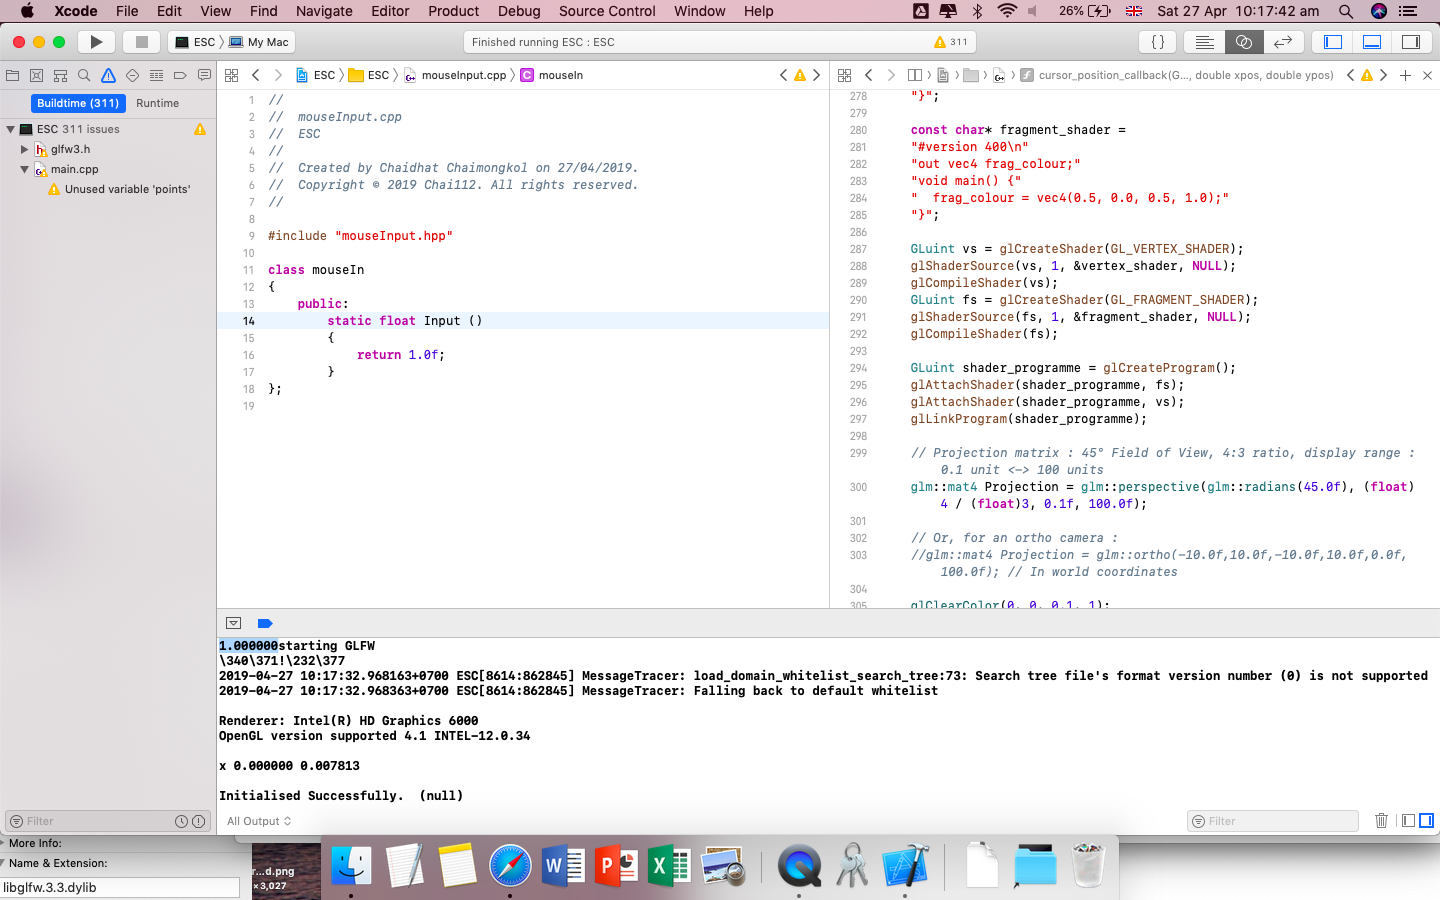 Xcode File Edit View Find Navigate Editor Product Debug Source Control Window Help 26% Sat 27 Apr 10:17:42 am
ESC My Mac Finished running ESC : ESC 311
ESC ESC mouseInput.cpp C mouseIn
cursor_position_callback(G..., double xpos, double ypos)
Buildtime (311) Runtime
ESC 311 issues
glfw3.h
main.cpp
Unused variable 'points'
Filter
1 //
2 // mouseInput.cpp
3 // ESC
4 //
5 // Created by Chaidhat Chaimongkol on 27/04/2019.
6 // Copyright © 2019 Chai112. All rights reserved.
7 //
8
9 #include "mouseInput.hpp"
10
11 class mouseIn
12 {
13 public:
14 static float Input ()
15 {
16 return 1.0f;
17 }
18 };
19
278 "}";
279
280 const char* fragment_shader =
281 "#version 400\n"
282 "out vec4 frag_colour;"
283 "void main() {"
284 " frag_colour = vec4(0.5, 0.0, 0.5, 1.0);"
285 "}";
286
287 GLuint vs = glCreateShader(GL_VERTEX_SHADER);
288 glShaderSource(vs, 1, &vertex_shader, NULL);
289 glCompileShader(vs);
290 GLuint fs = glCreateShader(GL_FRAGMENT_SHADER);
291 glShaderSource(fs, 1, &fragment_shader, NULL);
292 glCompileShader(fs);
293
294 GLuint shader_programme = glCreateProgram();
295 glAttachShader(shader_programme, fs);
296 glAttachShader(shader_programme, vs);
297 glLinkProgram(shader_programme);
298
299 // Projection matrix : 45° Field of View, 4:3 ratio, display range :
0.1 unit <-> 100 units
300 glm::mat4 Projection = glm::perspective(glm::radians(45.0f), (float)
4 / (float)3, 0.1f, 100.0f);
301
302 // Or, for an ortho camera :
303 //glm::mat4 Projection = glm::ortho(-10.0f,10.0f,-10.0f,10.0f,0.0f,
100.0f); // In world coordinates
304
305 glClearColor(0, 0, 0.1, 1);
1.000000starting GLFW
\340\371!\232\377
2019-04-27 10:17:32.968163+0700 ESC[8614:862845] MessageTracer: load_domain_whitelist_search_tree:73: Search tree file's format version number (0) is not supported
2019-04-27 10:17:32.968363+0700 ESC[8614:862845] MessageTracer: Falling back to default whitelist
Renderer: Intel(R) HD Graphics 6000
OpenGL version supported 4.1 INTEL-12.0.34
x 0.000000 0.007813
Initialised Successfully. (null)
All Output
Filter
More Info:
Name & Extension:
libglfw.3.3.dylib
r...d.png
× 3,027